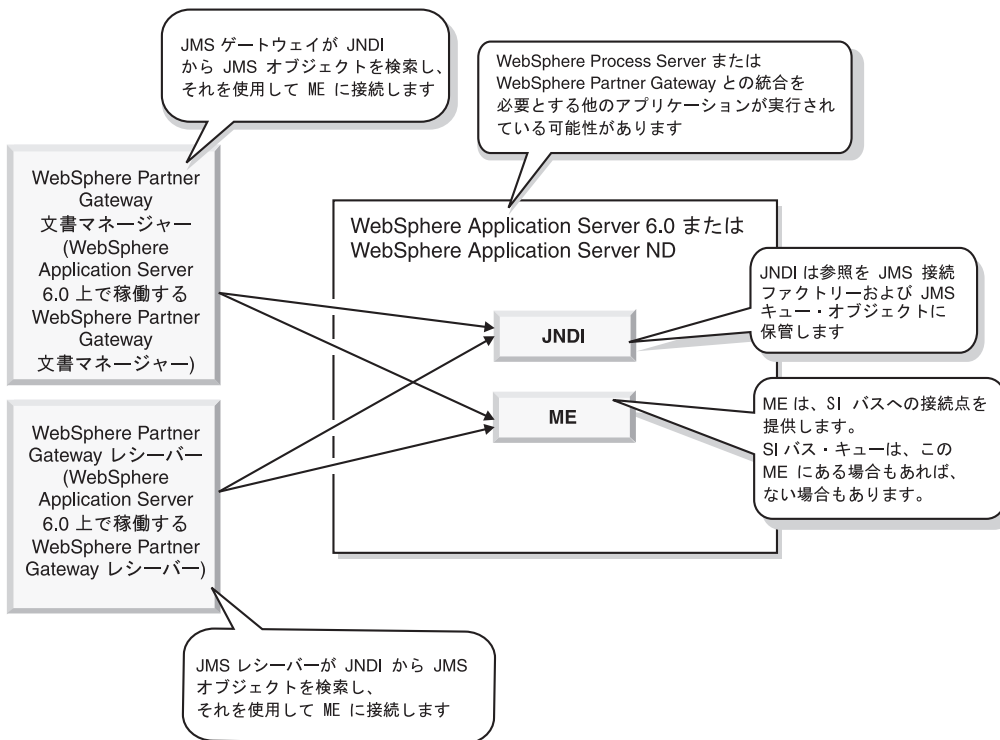 JMS ゲートウェイが JNDI
から JMS オブジェクトを検索し、
それを使用して ME に接続します
WebSphere Process Server または
WebSphere Partner Gateway との統合を
必要とする他のアプリケーションが実行され
ている可能性があります
WebSphere Partner
Gateway
文書マネージャー
(WebSphere
Application Server
6.0 上で稼働する
WebSphere Partner
Gateway
文書マネージャー)
WebSphere Application Server 6.0 または
WebSphere Application Server ND
JNDI は参照を JMS 接続
ファクトリーおよび JMS
キュー・オブジェクトに
保管します
JNDI
ME
ME は、SI バスへの接続点を
提供します。
SI バス・キューは、この
ME にある場合もあれば、
ない場合もあります。
WebSphere Partner
Gateway レシーバー
(WebSphere
Application Server
6.0 上で稼働する
WebSphere Partner
Gateway レシーバー)
JMS レシーバーが JNDI から JMS
オブジェクトを検索し、
それを使用して ME に接続します